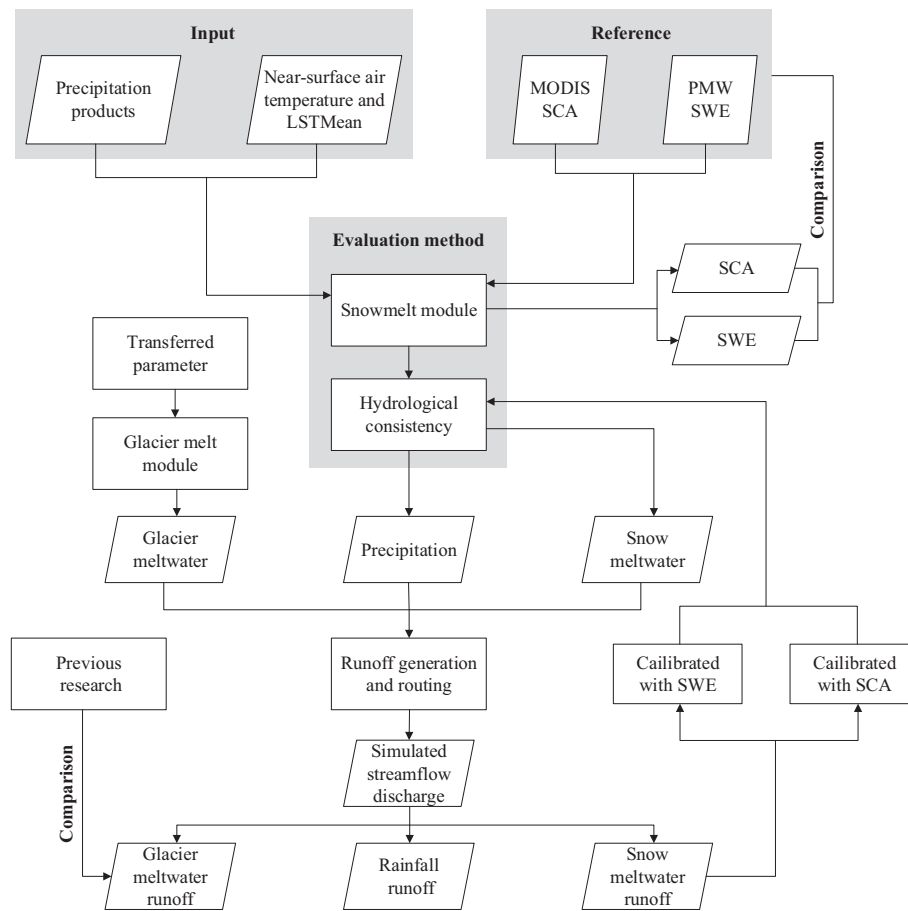 Input
Precipitation
products
Near-surface air
temperature and
LSTMean
Reference
MODIS
SCA
PMW
SWE
Comparison
Evaluation method
Snowmelt module
SCA
SWE
Transferred
parameter
Hydrological
consistency
Glacier melt
module
Glacier
meltwater
Precipitation
Snow
meltwater
Previous
research
Runoff generation
and routing
Cailibrated
with SWE
Cailibrated
with SCA
Comparison
Simulated
streamflow
discharge
Glacier
meltwater
runoff
Rainfall
runoff
Snow
meltwater
runoff